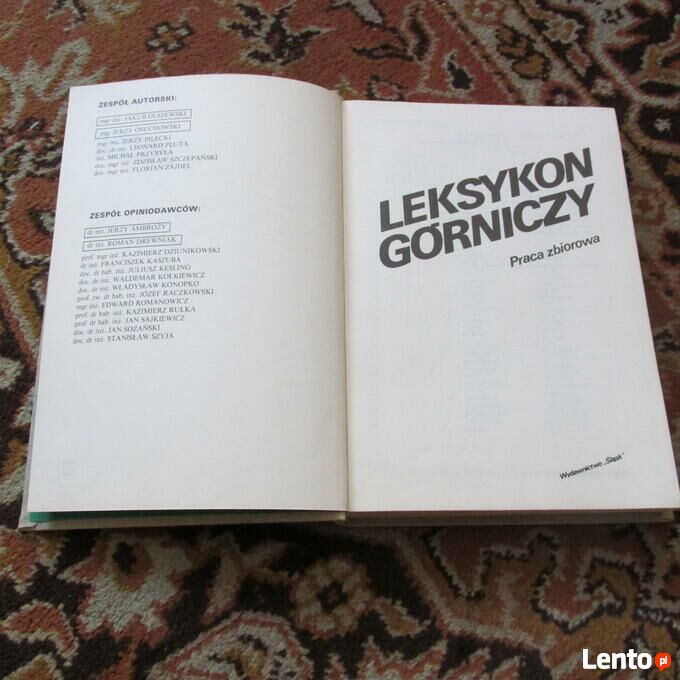 ZESPÓŁ AUTORSKI:
mgr inż. JAKUB OLSZEWSKI
mgr JERZY OSUCHOWSKI
mgr inż. JERZY PILECKI
doc. dr inż. LEONARD PLUTA
inż. MICHAŁ PRZYBYŁA
doc. mgr inż. ZDZISŁAW SZCZEPAŃSKI
doc. mgr inż. FLORIAN ZAJDEL
ZESPÓŁ OPINIODAWCÓW:
dr inż. JERZY AMBROŻY
dr inż. ROMAN DREWNIAK
prof. mgr inż. KAZIMIERZ DZIUNIKOWSKI
dr inż. FRANCISZEK KASZUBA
doc. dr hab. inż. JULIUSZ KESLING
doc. dr inż. WALDEMAR KOŁKIEWICZ
doc. dr inż. WŁADYSŁAW KONOPKO
prof. zw. dr hab. inż. JÓZEF RACZKOWSKI
mgr inż. EDWARD ROMANOWICZ
prof. dr hab. inż. KAZIMIERZ RUŁKA
prof. dr hab. inż. JAN SAJKIEWICZ
doc. dr inż. JAN SOZAŃSKI
doc. dr inż. STANISŁAW SZYJA
LEKSYKON
GÓRNICZY
Praca zbiorowa
Wydawnictwo „Śląsk”
Lento.pl